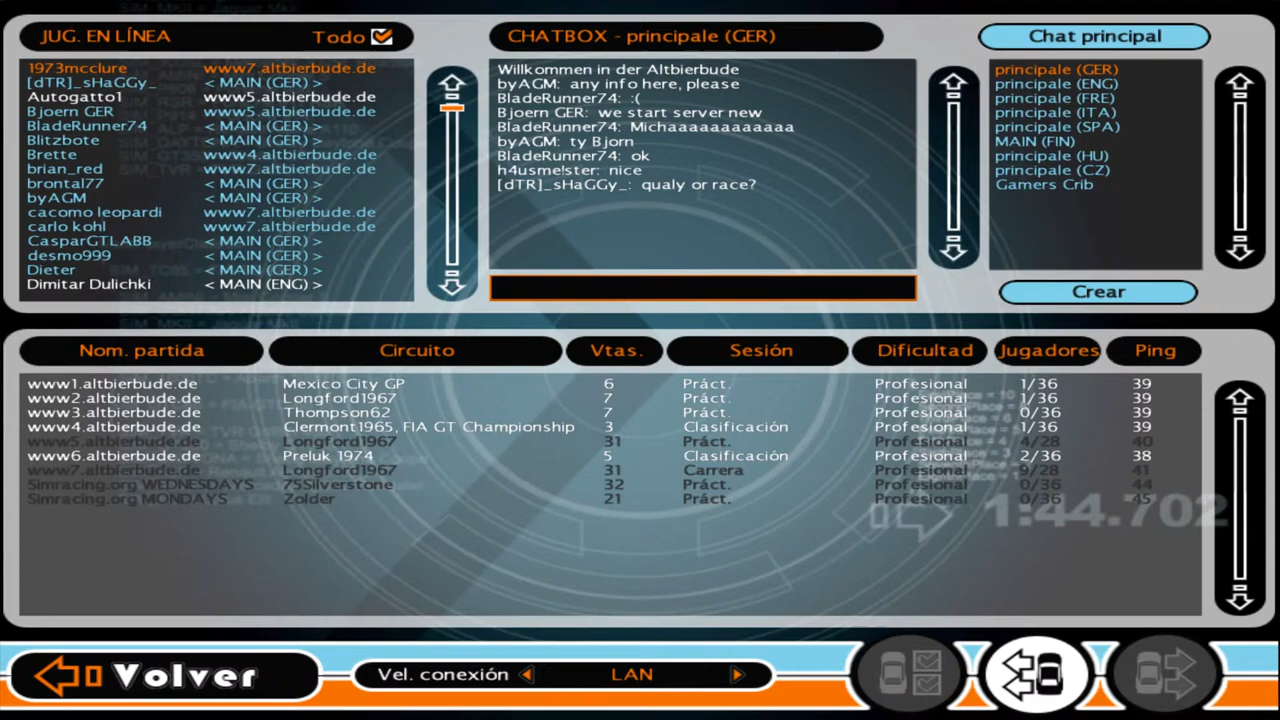 JUG. EN LÍNEA Todo
1973mcclure www7.altbierbude.de
[dTR]_sHaGGy_ < MAIN (GER) >
Autogatto1 www5.altbierbude.de
Bjoern GER www5.altbierbude.de
BladeRunner74 < MAIN (GER) >
Blitzbote < MAIN (GER) >
Brette www4.altbierbude.de
brian_red www7.altbierbude.de
brontal77 < MAIN (GER) >
byAGM < MAIN (GER) >
cacomo leopardi www7.altbierbude.de
carlo kohl www7.altbierbude.de
CasparGTLABB < MAIN (GER) >
desmo999 < MAIN (GER) >
Dieter < MAIN (GER) >
Dimitar Dulichki < MAIN (ENG) >
CHATBOX - principale (GER)
Willkommen in der Altbierbude
byAGM: any info here, please
BladeRunner74: :(
Bjoern GER: we start server new
BladeRunner74: Michaaaaaaaaaaaa
byAGM: ty Bjorn
BladeRunner74: ok
h4usme!ster: nice
[dTR]_sHaGGy_: qualy or race?
Chat principal
principale (GER)
principale (ENG)
principale (FRE)
principale (ITA)
principale (SPA)
MAIN (FIN)
principale (HU)
principale (CZ)
Gamers Crib
Crear
Nom. partida Circuito Vtas. Sesión Dificultad Jugadores Ping
www1.altbierbude.de Mexico City GP 6 Práct. Profesional 1/36 39
www2.altbierbude.de Longford1967 7 Práct. Profesional 1/36 39
www3.altbierbude.de Thompson62 7 Práct. Profesional 0/36 39
www4.altbierbude.de Clermont1965, FIA GT Championship 3 Clasificación Profesional 1/36 39
www5.altbierbude.de Longford1967 31 Práct. Profesional 4/28 40
www6.altbierbude.de Preluk 1974 5 Clasificación Profesional 2/36 38
www7.altbierbude.de Longford1967 31 Carrera Profesional 9/28 41
Simracing.org WEDNESDAYS 75Silverstone 32 Práct. Profesional 0/36 44
Simracing.org MONDAYS Zolder 21 Práct. Profesional 0/36 45
1:44.702
Volver
Vel. conexión LAN